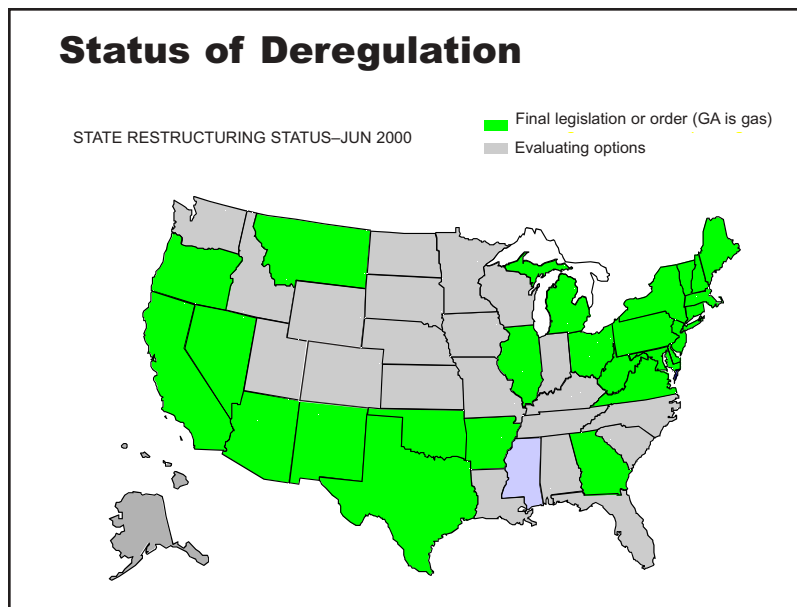 Status of Deregulation
STATE RESTRUCTURING STATUS–JUN 2000
Final legislation or order (GA is gas)
Evaluating options